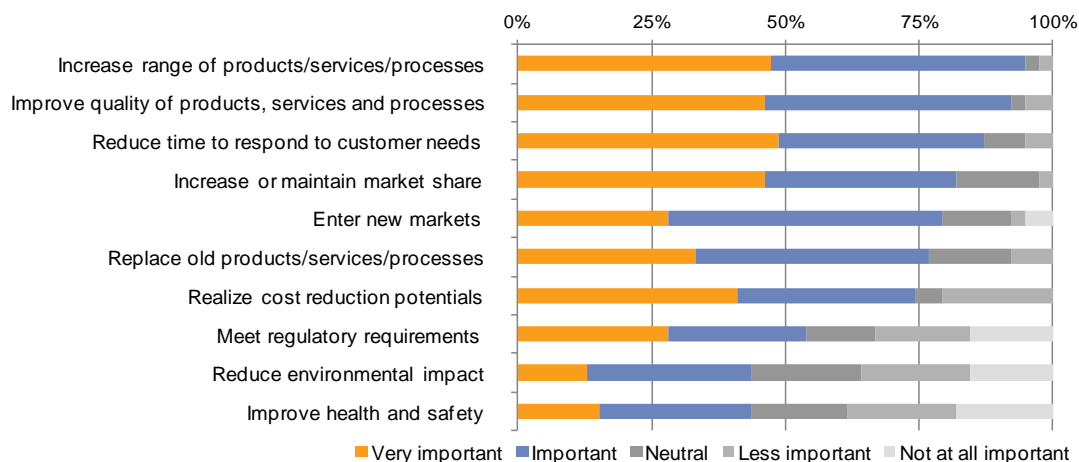 0% 25% 50% 75% 100%
Increase range of products/services/processes
Improve quality of products, services and processes
Reduce time to respond to customer needs
Increase or maintain market share
Enter new markets
Replace old products/services/processes
Realize cost reduction potentials
Meet regulatory requirements
Reduce environmental impact
Improve health and safety
Very important Important Neutral Less important Not at all important